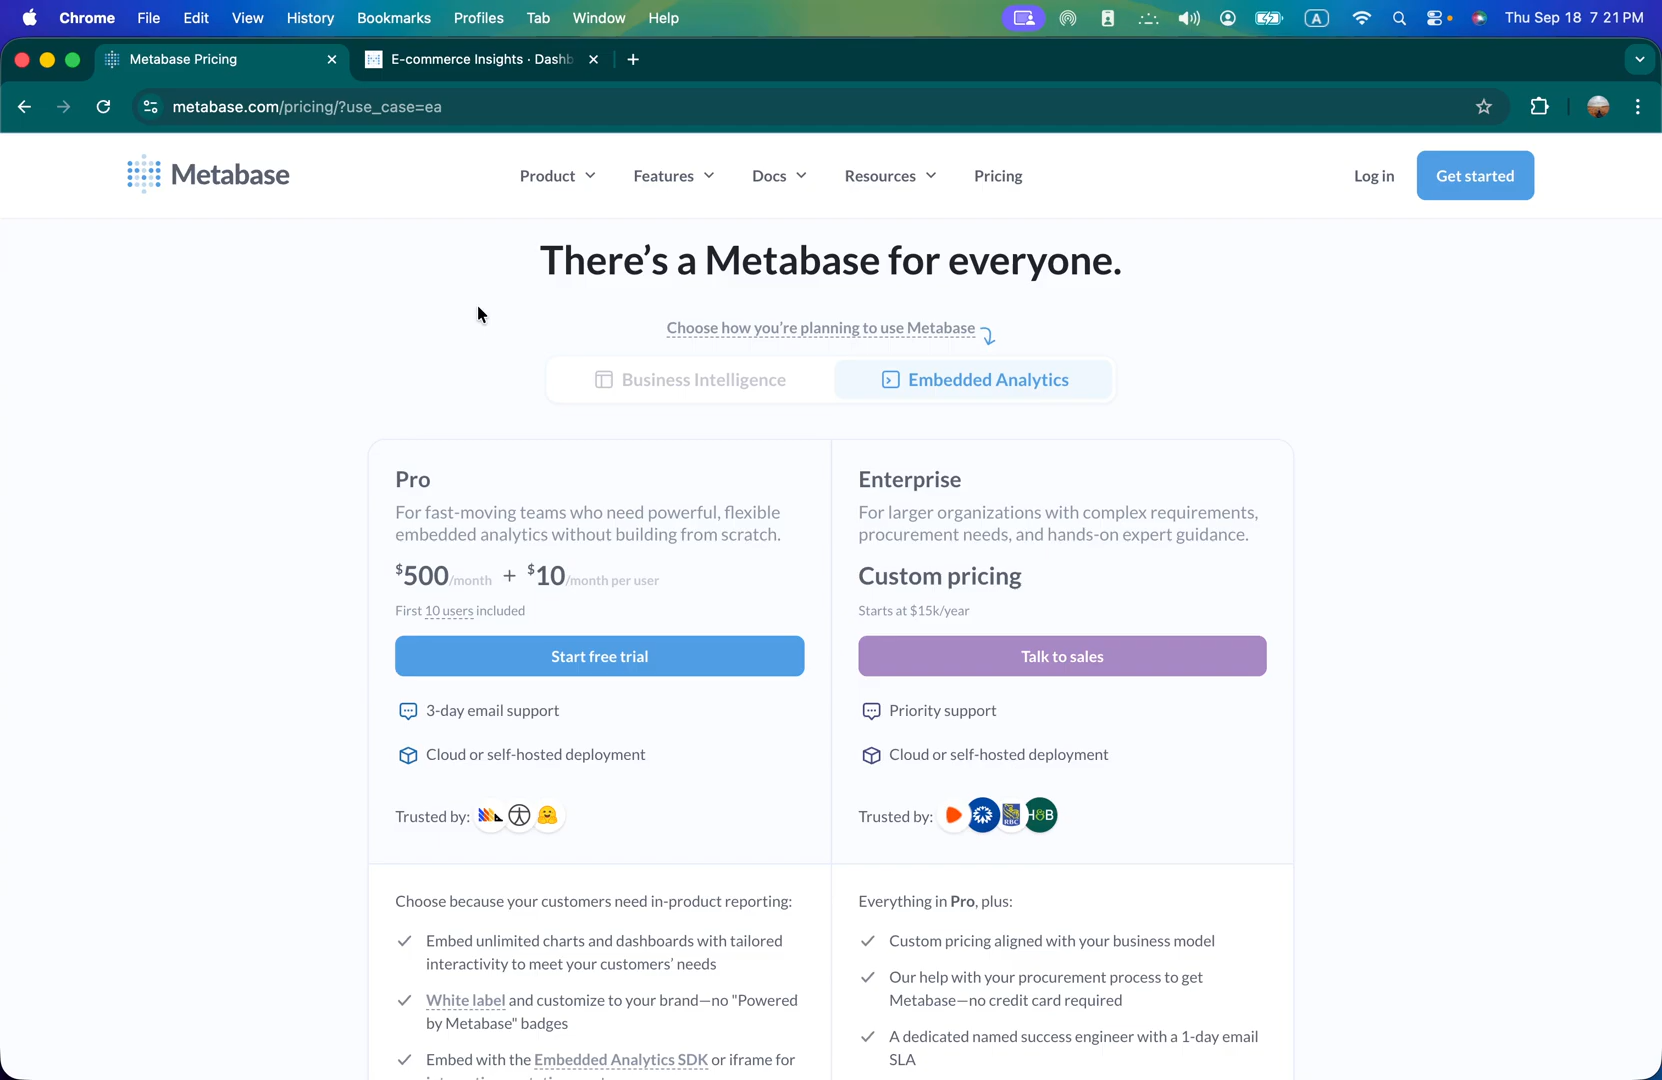 Chrome File Edit View History Bookmarks Profiles Tab Window Help A Thu Sep 18 7 21 PM
Metabase Pricing E-commerce Insights · Dashb
metabase.com/pricing/?use_case=ea
Metabase Product Features Docs Resources Pricing Log in Get started
There’s a Metabase for everyone.
Choose how you’re planning to use Metabase
Business Intelligence Embedded Analytics
Pro
For fast-moving teams who need powerful, flexible
embedded analytics without building from scratch.
$500/month + $10/month per user
First 10 users included
Start free trial
3-day email support
Cloud or self-hosted deployment
Trusted by:
Enterprise
For larger organizations with complex requirements,
procurement needs, and hands-on expert guidance.
Custom pricing
Starts at $15k/year
Talk to sales
Priority support
Cloud or self-hosted deployment
Trusted by: RBC H&B
Choose because your customers need in-product reporting:
Embed unlimited charts and dashboards with tailored
interactivity to meet your customers’ needs
White label and customize to your brand—no "Powered
by Metabase" badges
Embed with the Embedded Analytics SDK or iframe for
Everything in Pro, plus:
Custom pricing aligned with your business model
Our help with your procurement process to get
Metabase—no credit card required
A dedicated named success engineer with a 1-day email
SLA